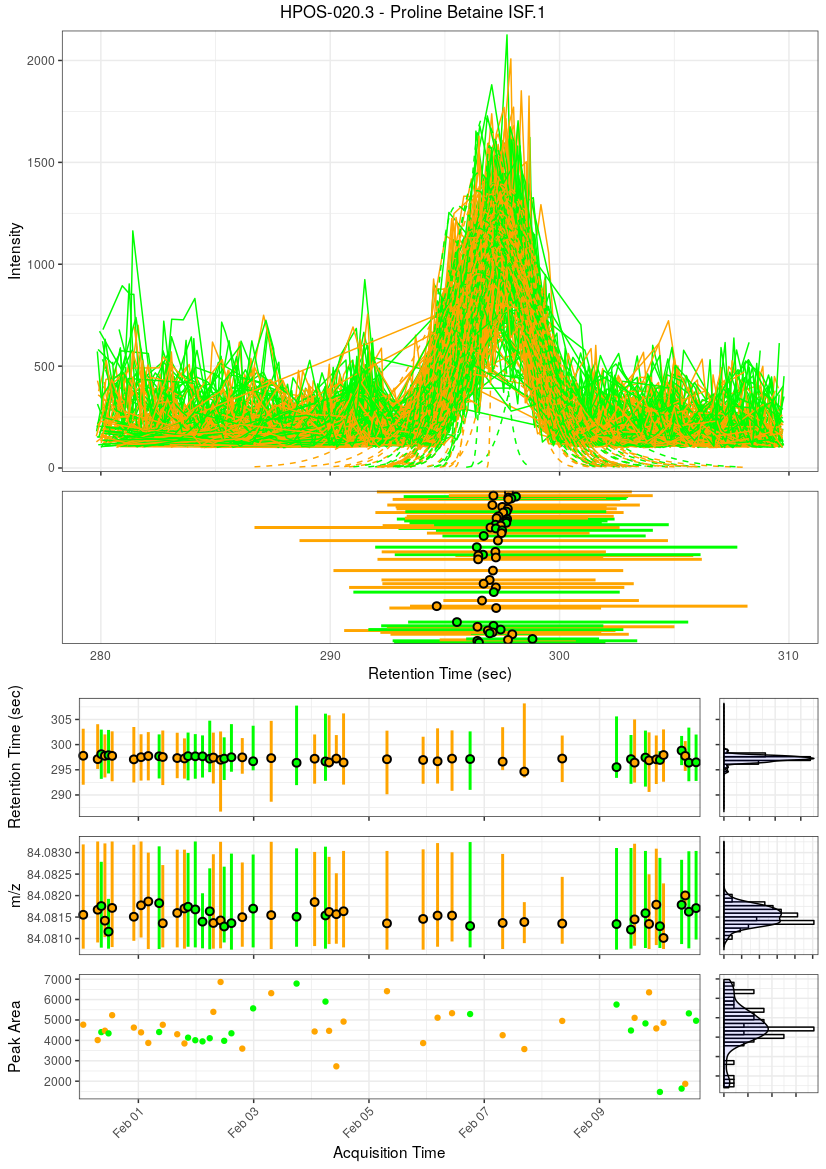 HPOS-020.3 - Proline Betaine ISF.1
2000
1500
1000
500
0
Intensity
280 290 300 310
Retention Time (sec)
305
300
295
290
Retention Time (sec)
84.0830
84.0825
84.0820
84.0815
84.0810
m/z
7000
6000
5000
4000
3000
2000
Peak Area
Feb 01 Feb 03 Feb 05 Feb 07 Feb 09
Acquisition Time